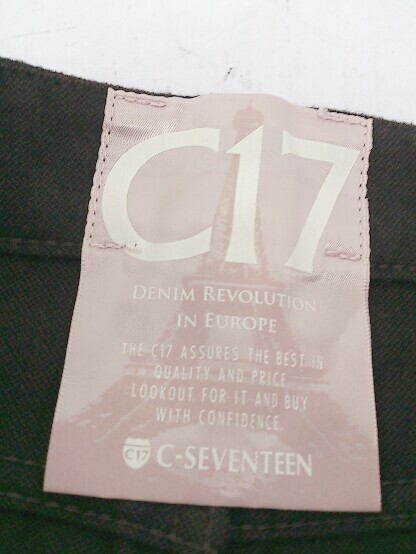 C17
DENIM REVOLUTION
IN EUROPE
THE C17 ASSURES THE BEST IN
QUALITY AND PRICE
LOOKOUT FOR IT AND BUY
WITH CONFIDENCE.
C17 C-SEVENTEEN